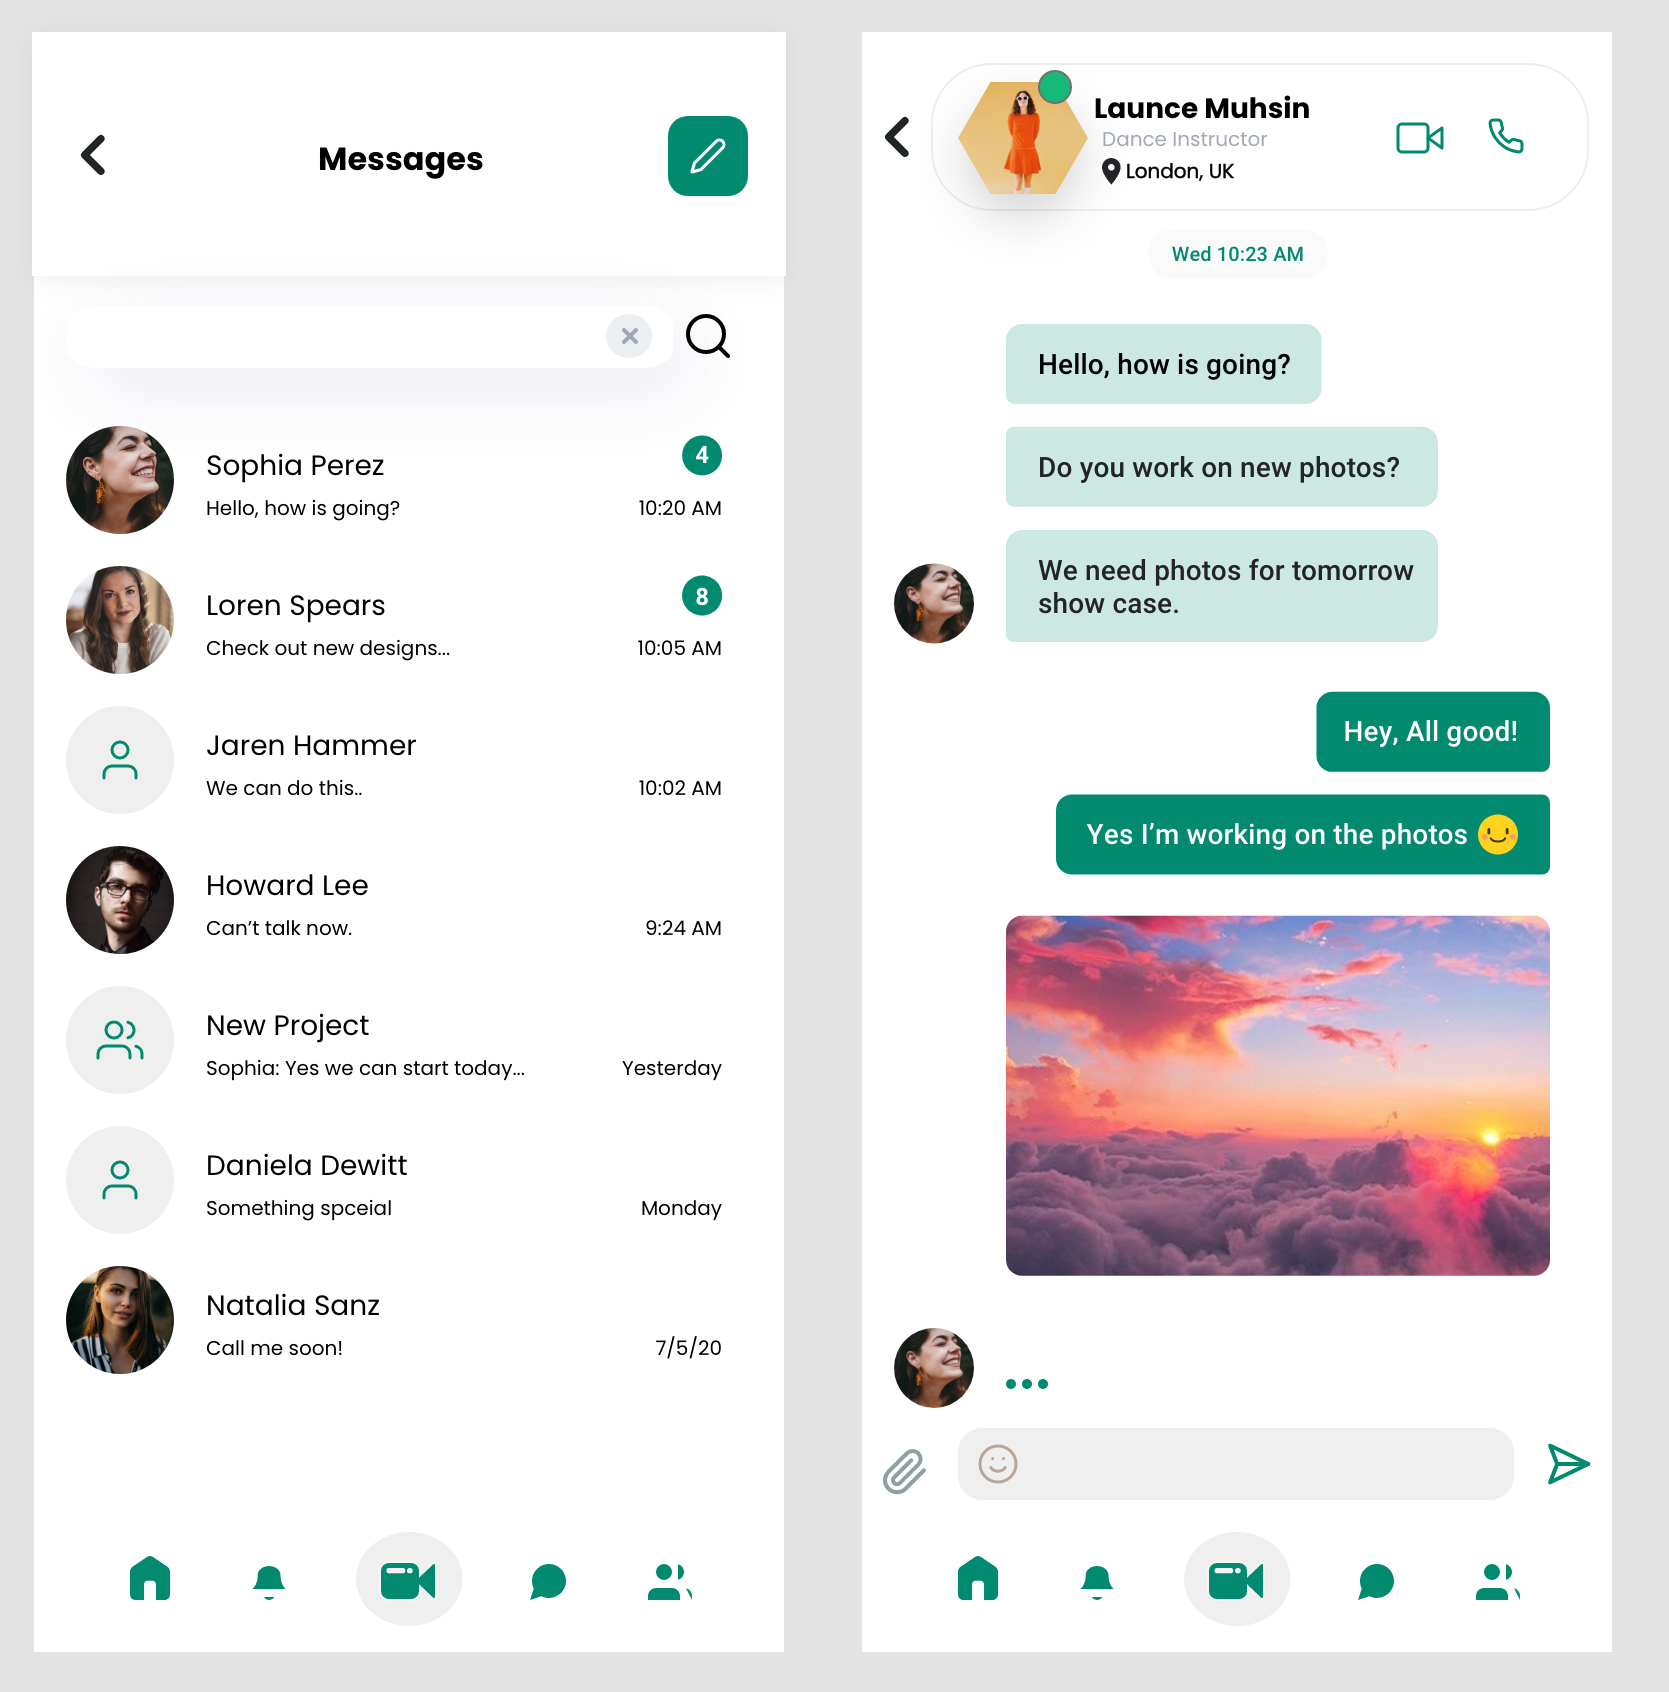 Messages
Sophia Perez
4
Hello, how is going?
10:20 AM
Loren Spears
8
Check out new designs...
10:05 AM
Jaren Hammer
We can do this..
10:02 AM
Howard Lee
Can’t talk now.
9:24 AM
New Project
Sophia: Yes we can start today...
Yesterday
Daniela Dewitt
Something spceial
Monday
Natalia Sanz
Call me soon!
7/5/20
Launce Muhsin
Dance Instructor
London, UK
Wed 10:23 AM
Hello, how is going?
Do you work on new photos?
We need photos for tomorrow
show case.
Hey, All good!
Yes I’m working on the photos